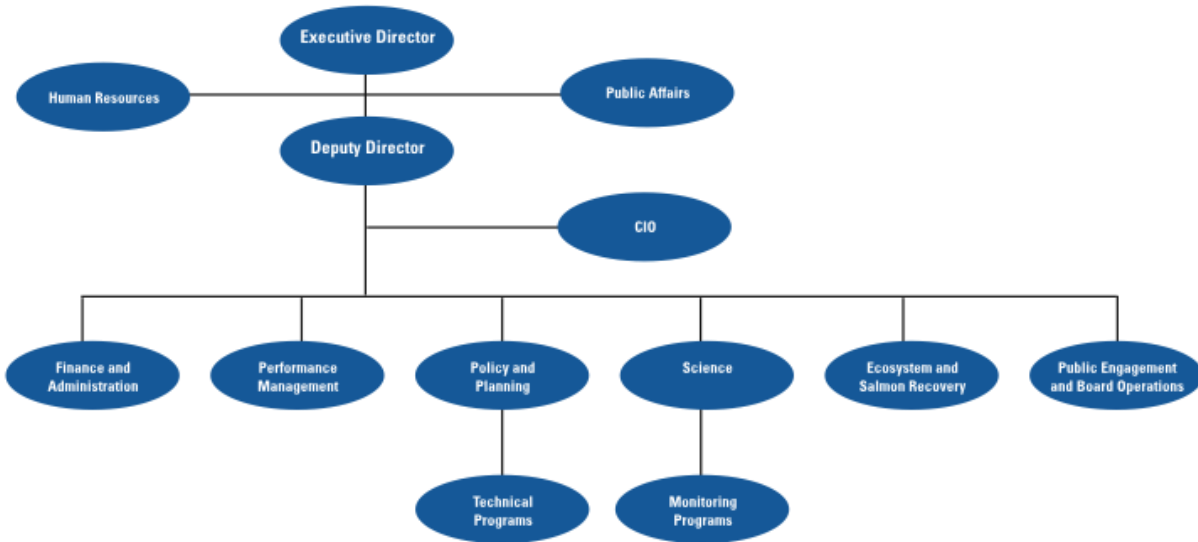 Executive Director
Human Resources
Public Affairs
Deputy Director
CIO
Finance and
Administration
Performance
Management
Policy and
Planning
Science
Ecosystem and
Salmon Recovery
Public Engagement
and Board Operations
Technical
Programs
Monitoring
Programs